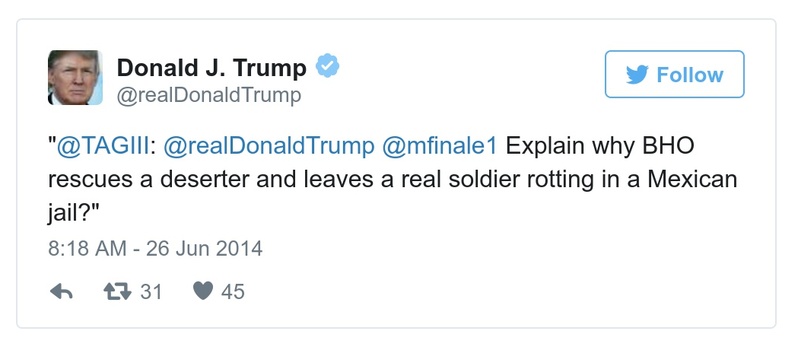 Donald J. Trump
@realDonaldTrump
Follow
"@TAGIII: @realDonaldTrump @mfinale1 Explain why BHO
rescues a deserter and leaves a real soldier rotting in a Mexican
jail?"
8:18 AM - 26 Jun 2014
31 45